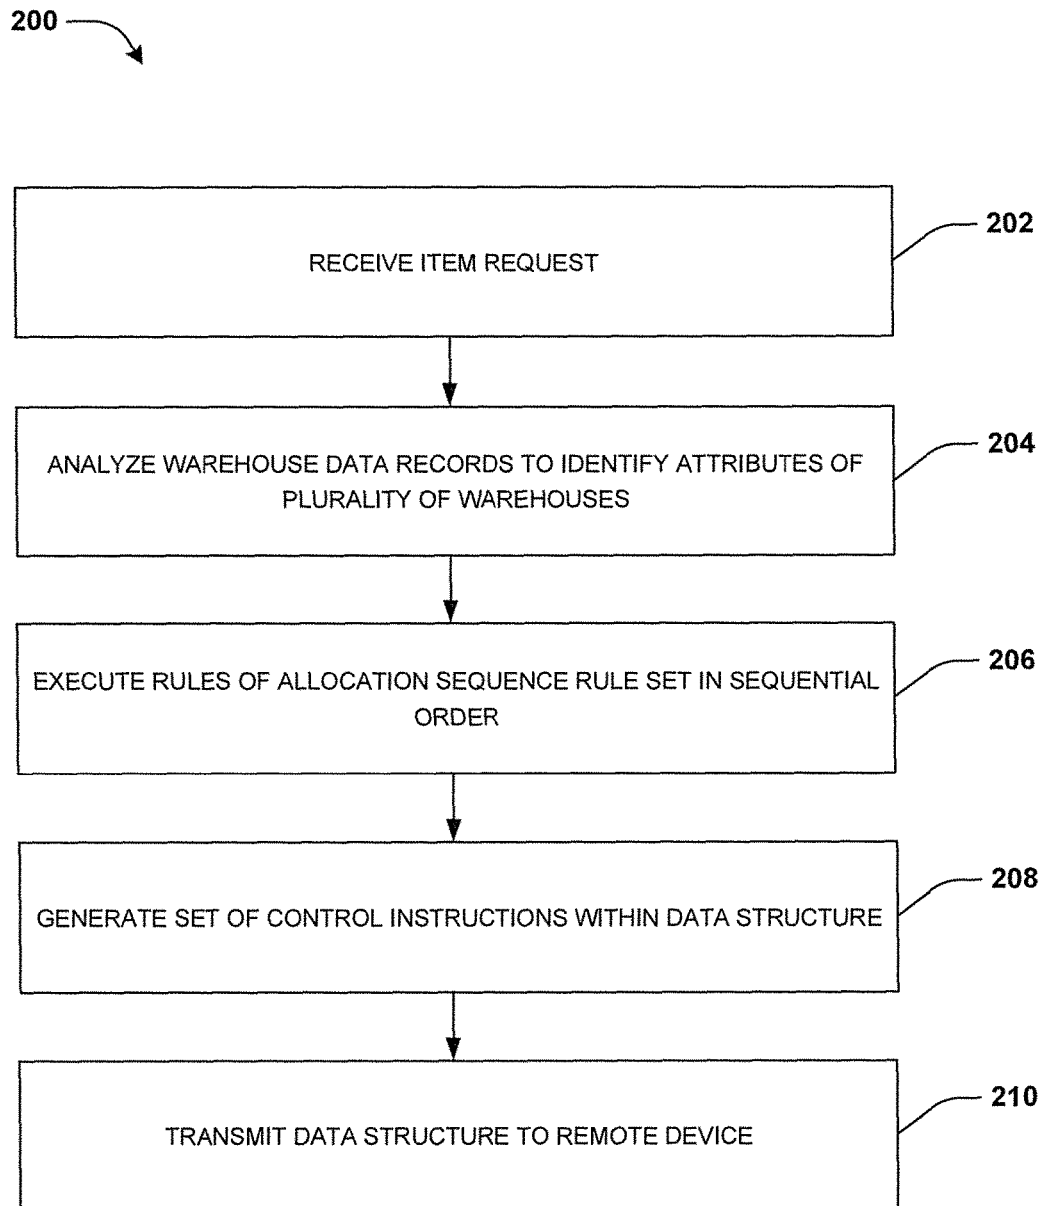 200
RECEIVE ITEM REQUEST
202
ANALYZE WAREHOUSE DATA RECORDS TO IDENTIFY ATTRIBUTES OF
PLURALITY OF WAREHOUSES
204
EXECUTE RULES OF ALLOCATION SEQUENCE RULE SET IN SEQUENTIAL
ORDER
206
GENERATE SET OF CONTROL INSTRUCTIONS WITHIN DATA STRUCTURE
208
TRANSMIT DATA STRUCTURE TO REMOTE DEVICE
210